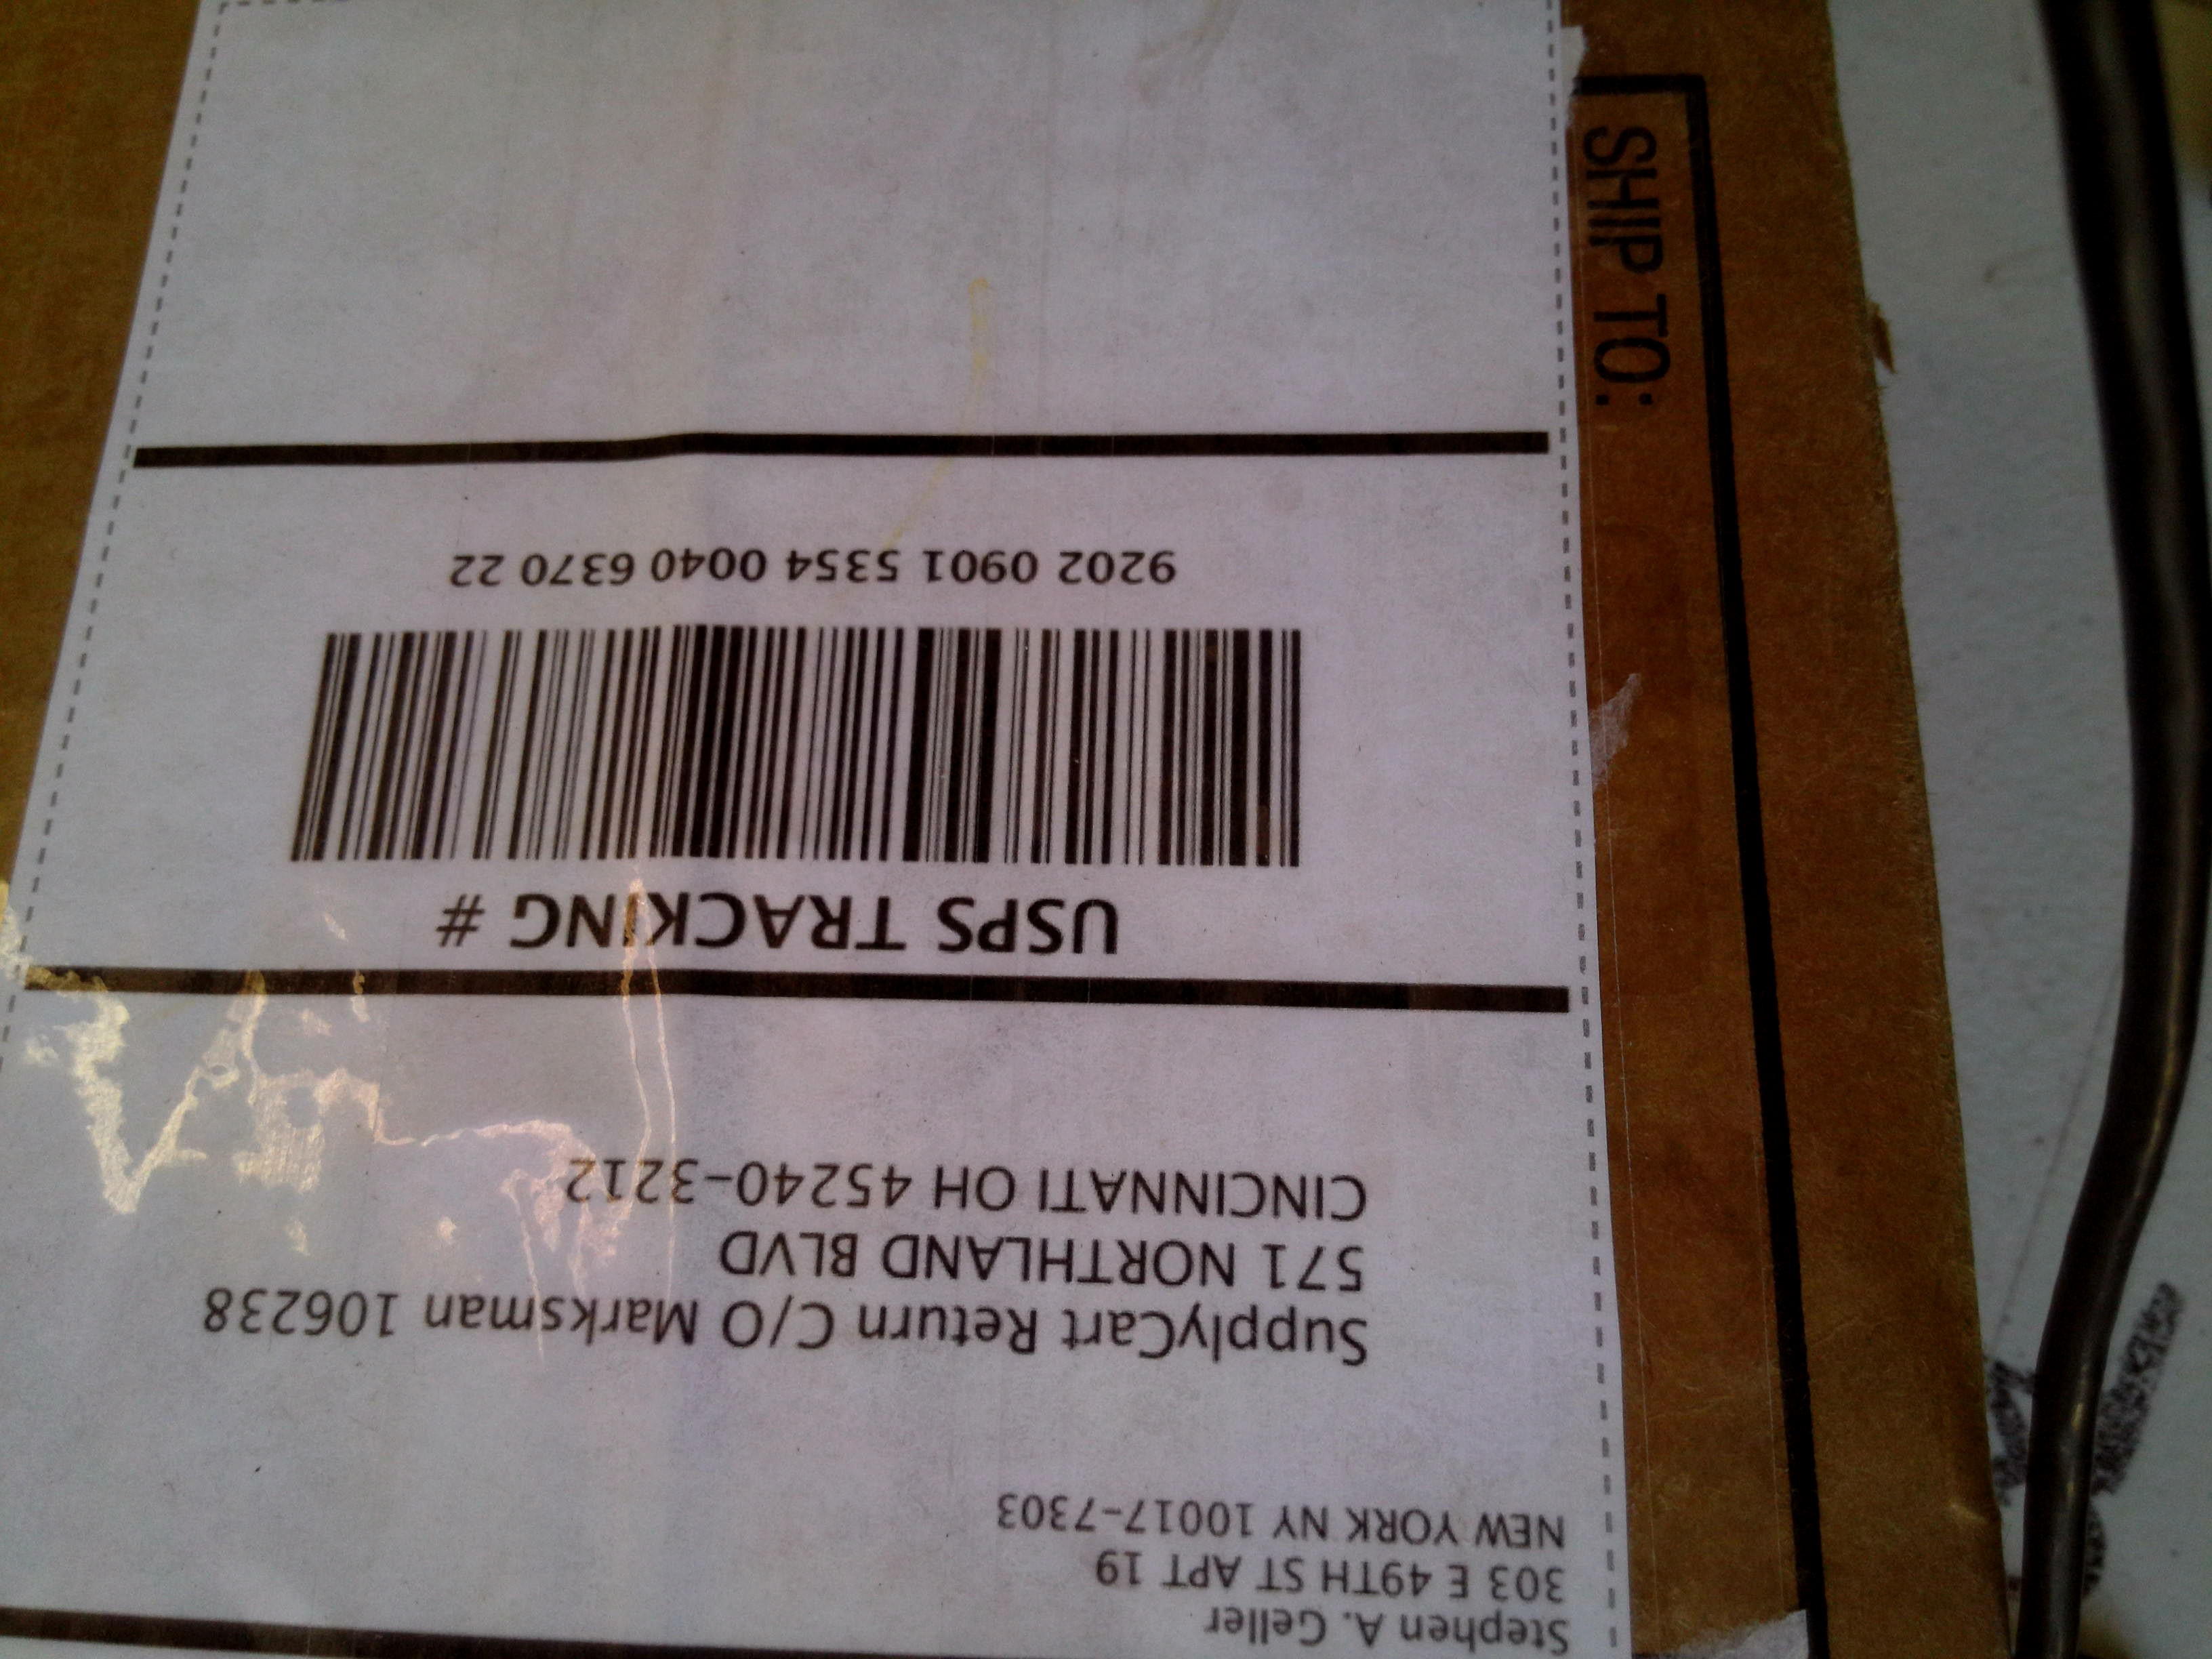 Stephen A. Geller
303 E 49TH ST APT 19
NEW YORK NY 10017-7303
SupplyCart Return C/O Marksman 106238
571 NORTHLAND BLVD
CINCINNATI OH 45240-3212
USPS TRACKING #
9202 0901 5354 0040 6370 22
SHIP TO: